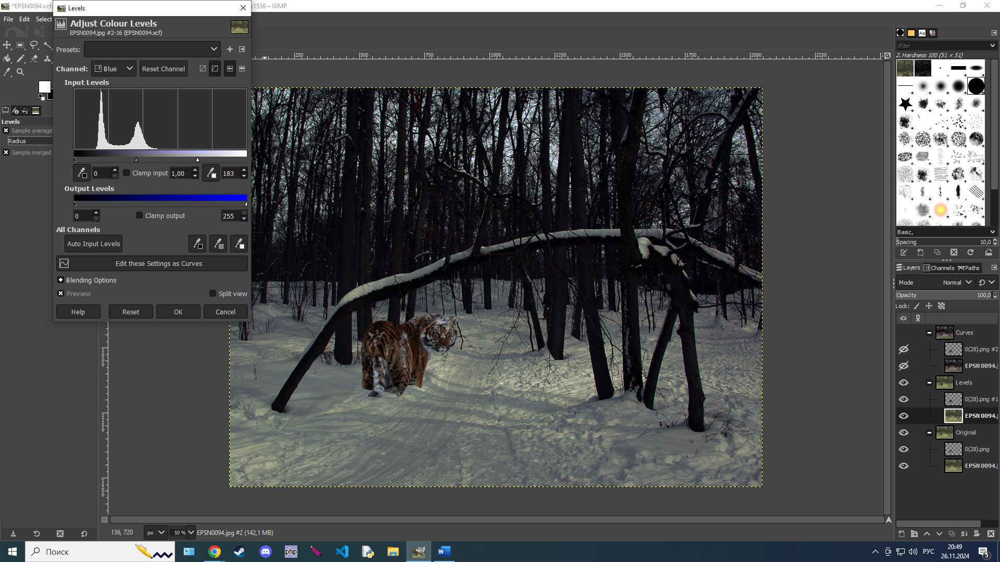 *EPSN0094.xcf
x1536 – GIMP
Levels
File Edit Select
Adjust Colour Levels
EPSN0094.jpg #2-16 (EPSN0094.xcf)
Presets:
Channel: Blue Reset Channel
Input Levels
0 Clamp input 1,00 183
Output Levels
0 Clamp output 255
All Channels
Auto Input Levels
Edit these Settings as Curves
Blending Options
Preview Split view
Help Reset OK Cancel
Levels
Sample average
Radius
Sample merged
250 500 750 1000 1250 1500 1750 2000 2250
1000
1250
1500
136, 720 px 50 % EPSN0094.jpg #2 (142,1 MB)
Aa
filter
2. Hardness 100 (51 × 51)
Basic,
Spacing 10,0
Layers Channels Paths
Mode Normal
Opacity 100,0
Lock:
Curves
0(28).png #2
EPSN0094.j
Levels
0(28).png #1
EPSN0094.j
Original
0(28).png
EPSN0094.j
Поиск
php
W
РУС
20:49
26.11.2024
5